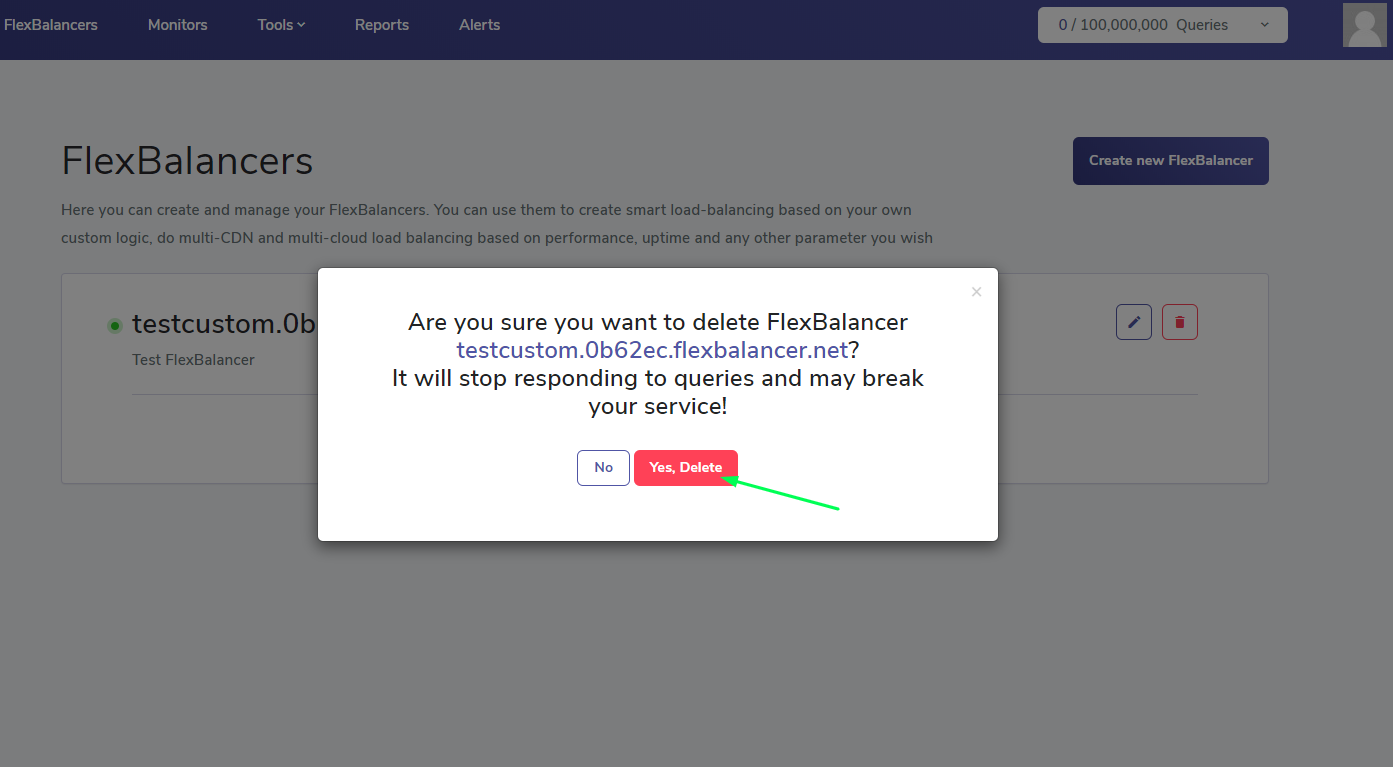 FlexBalancers Monitors Tools Reports Alerts 0 / 100,000,000 Queries
FlexBalancers
Create new FlexBalancer
Here you can create and manage your FlexBalancers. You can use them to create smart load-balancing based on your own
custom logic, do multi-CDN and multi-cloud load balancing based on performance, uptime and any other parameter you wish
testcustom.0b
Test FlexBalancer
×
Are you sure you want to delete FlexBalancer
testcustom.0b62ec.flexbalancer.net?
It will stop responding to queries and may break
your service!
No Yes, Delete